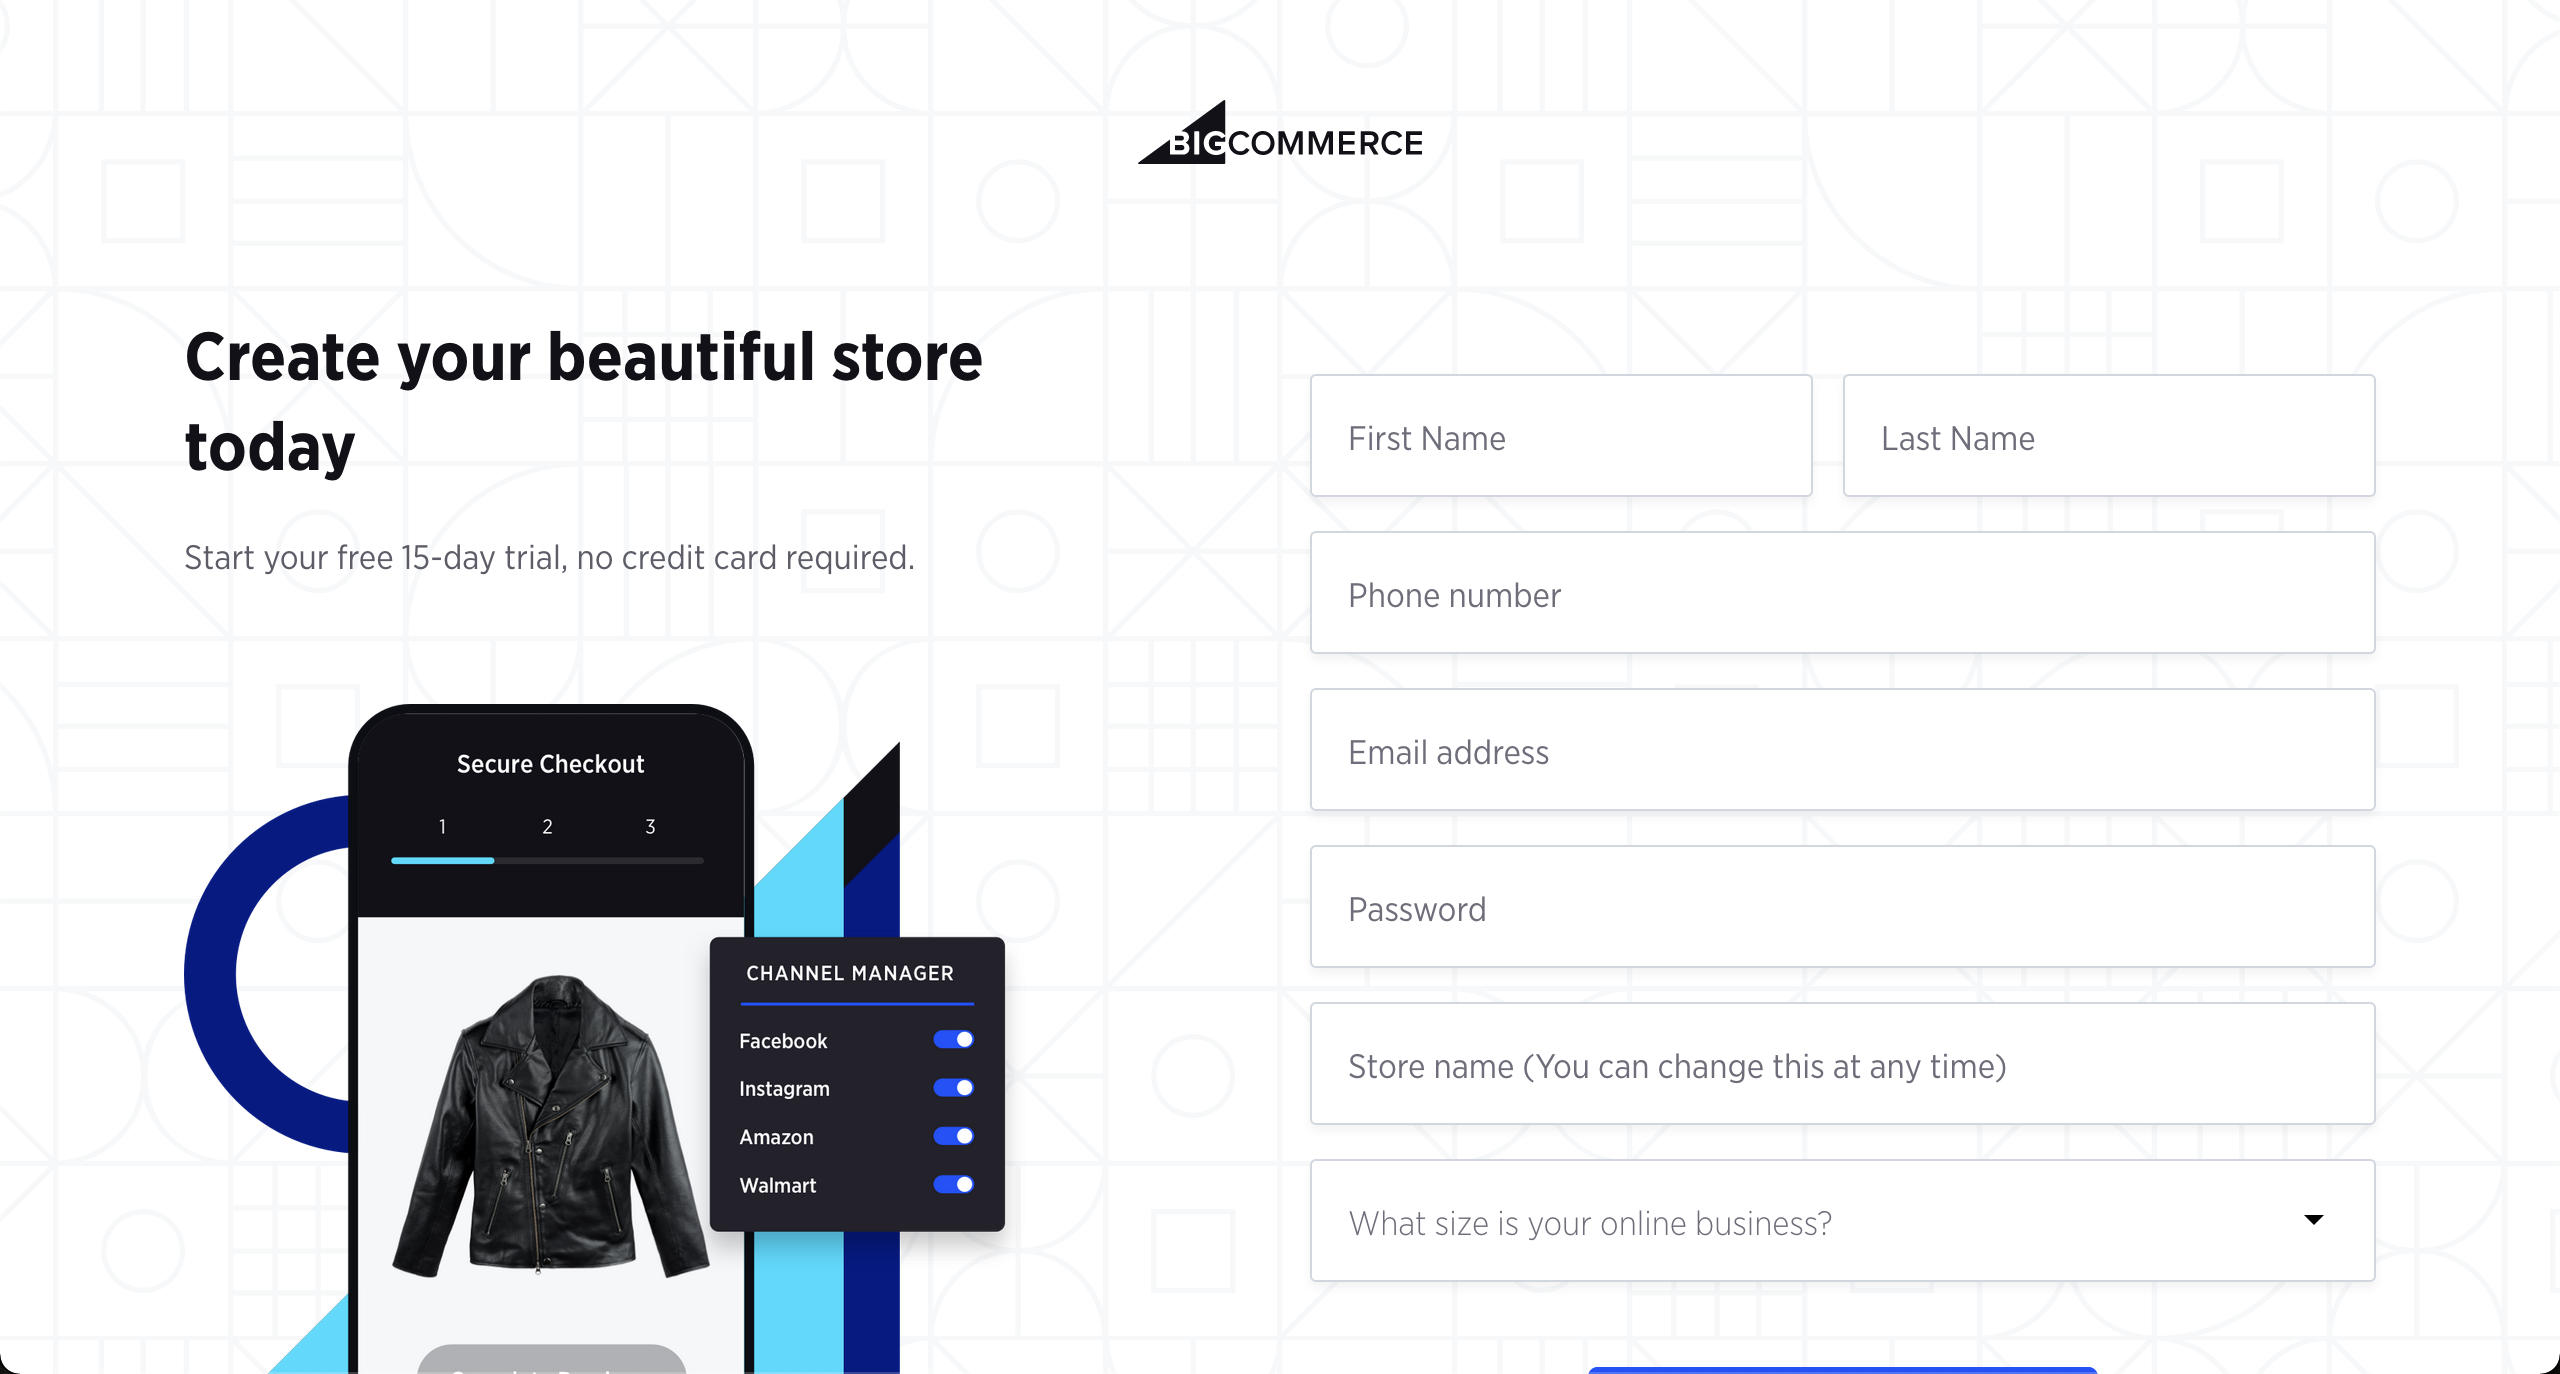 BIGCOMMERCE
Create your beautiful store
today
Start your free 15-day trial, no credit card required.
Secure Checkout
1 2 3
CHANNEL MANAGER
Facebook
Instagram
Amazon
Walmart
First Name
Last Name
Phone number
Email address
Password
Store name (You can change this at any time)
What size is your online business?